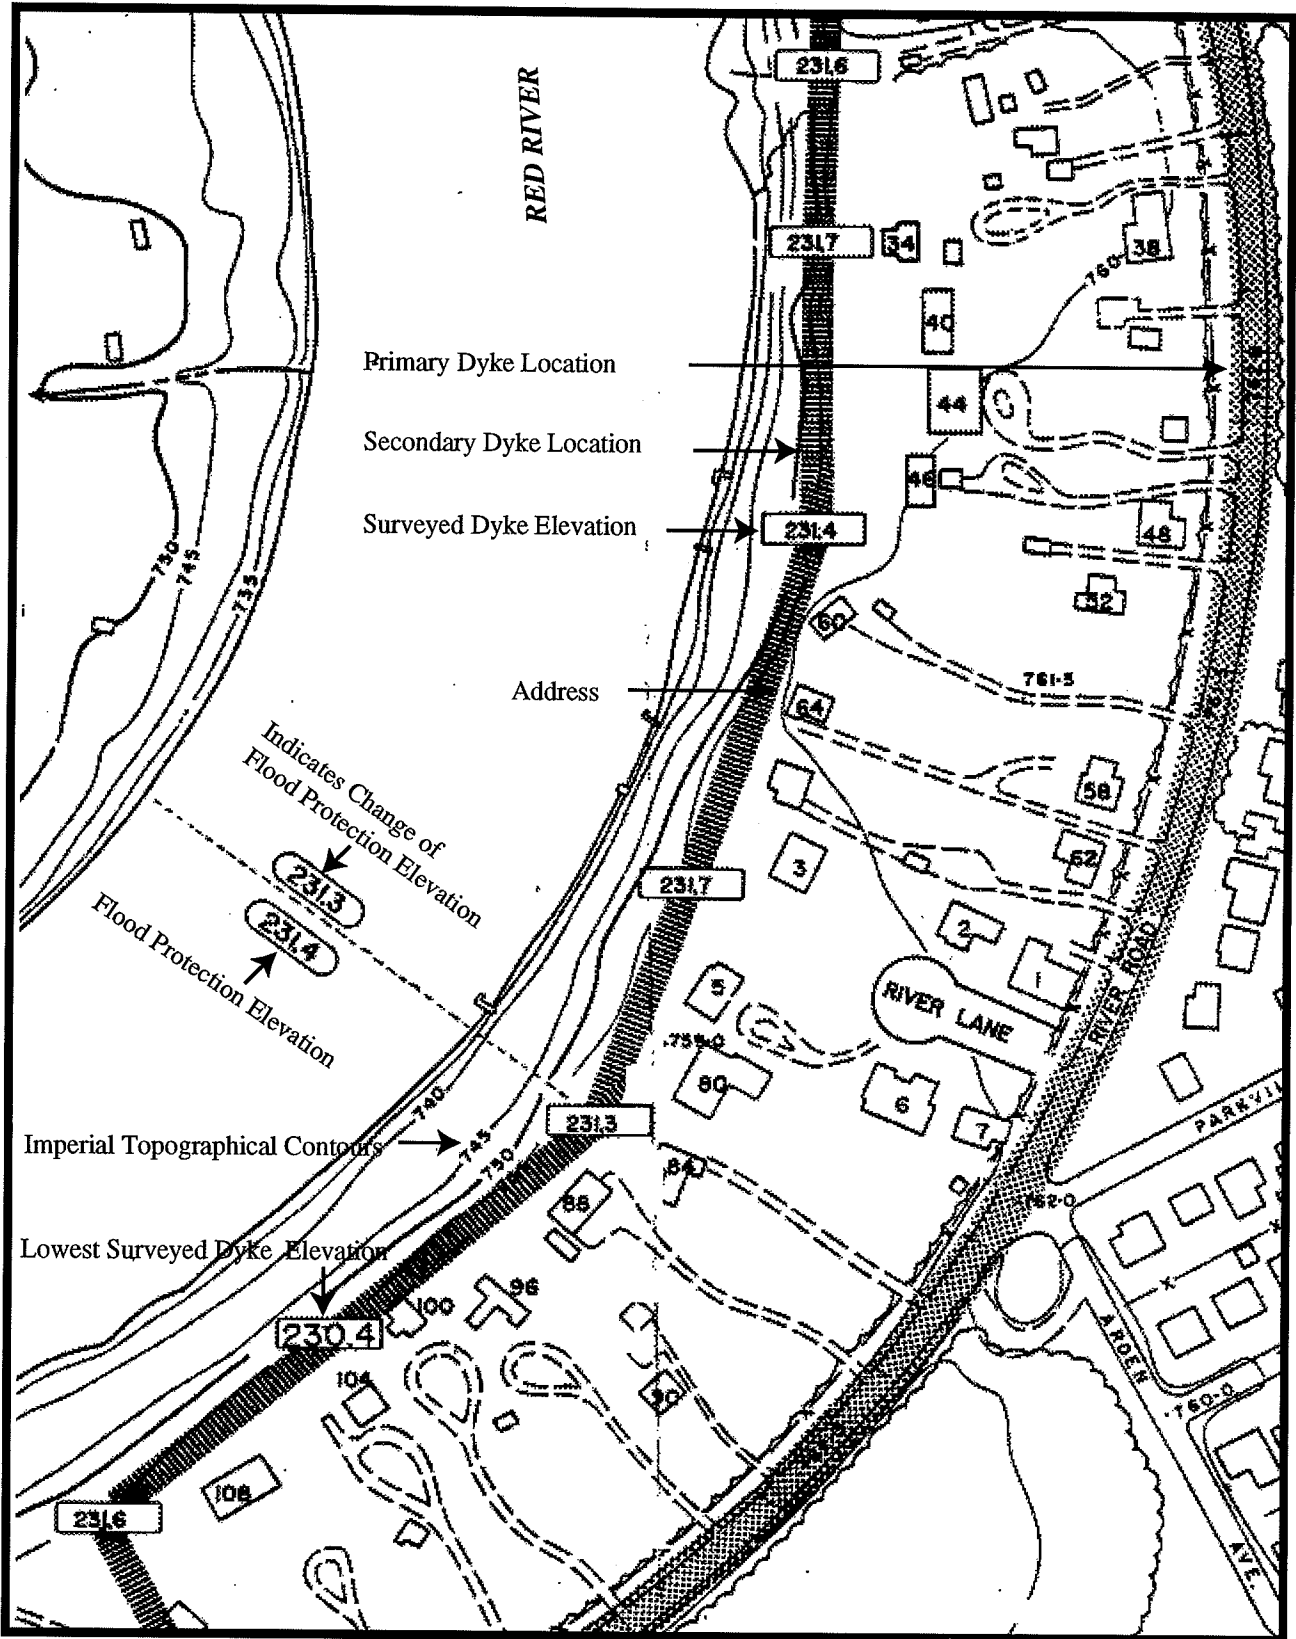 231.6
RED RIVER
231.7
34
38
760
40
Primary Dyke Location
44
Secondary Dyke Location
46
Surveyed Dyke Elevation
231.4
48
730
745
735
52
60
761.5
Address
64
Indicates Change of
Flood Protection Elevation
58
62
231.3
231.7
3
Flood Protection Elevation
231.4
2
1
5
RIVER LANE
RIVER ROAD
80
6
7
740
Imperial Topographical Contours
745
750
231.3
PARKVI
84
88
762.0
Lowest Surveyed Dyke Elevation
96
100
230.4
104
90
ARDEN
AVE.
760.0
108
231.6